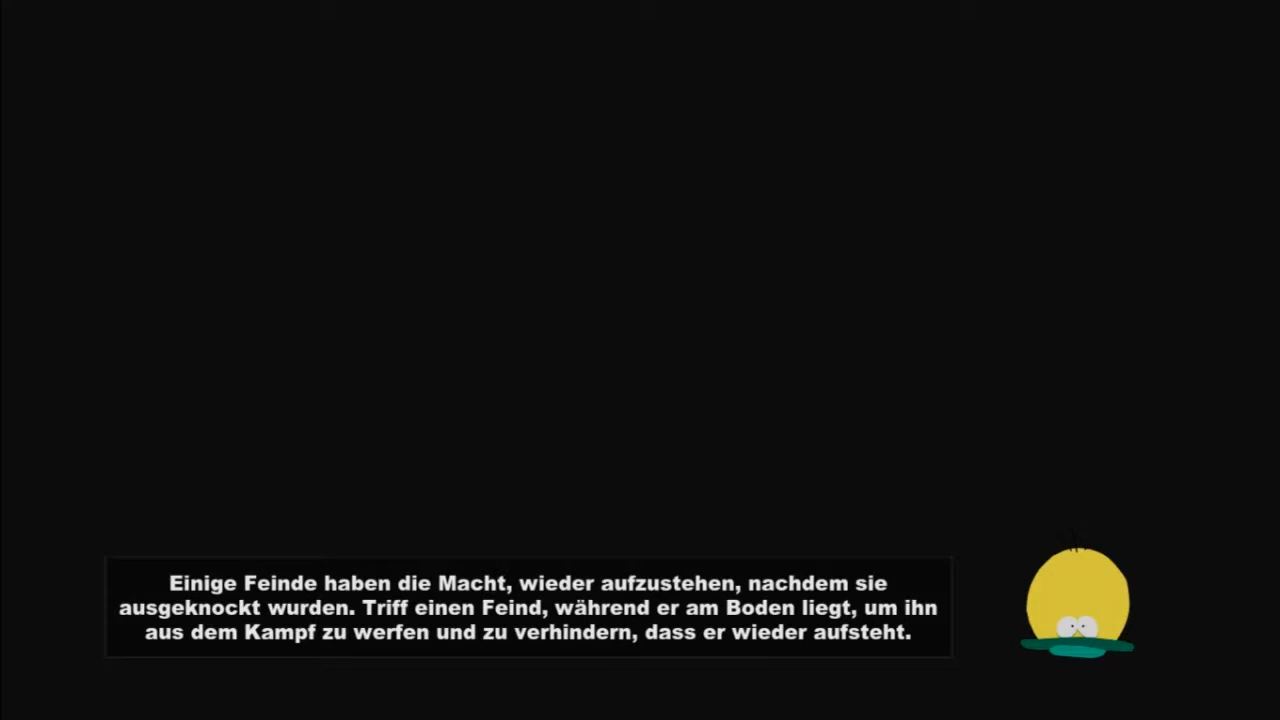 Einige Feinde haben die Macht, wieder aufzustehen, nachdem sie
ausgeknockt wurden. Triff einen Feind, während er am Boden liegt, um ihn
aus dem Kampf zu werfen und zu verhindern, dass er wieder aufsteht.